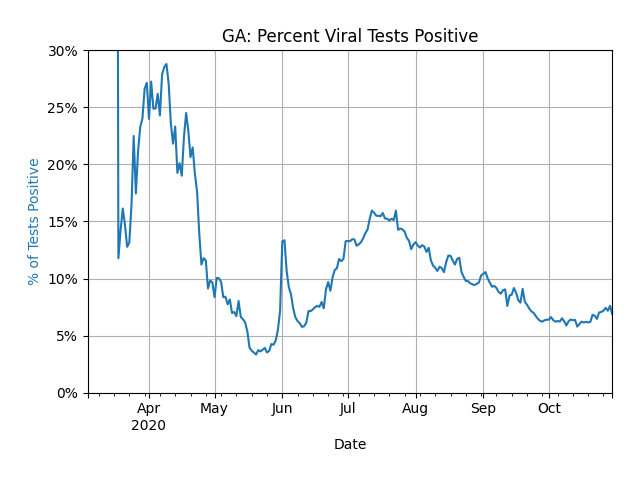 GA: Percent Viral Tests Positive
% of Tests Positive
30%
25%
20%
15%
10%
5%
0%
Apr May Jun Jul Aug Sep Oct
2020
Date